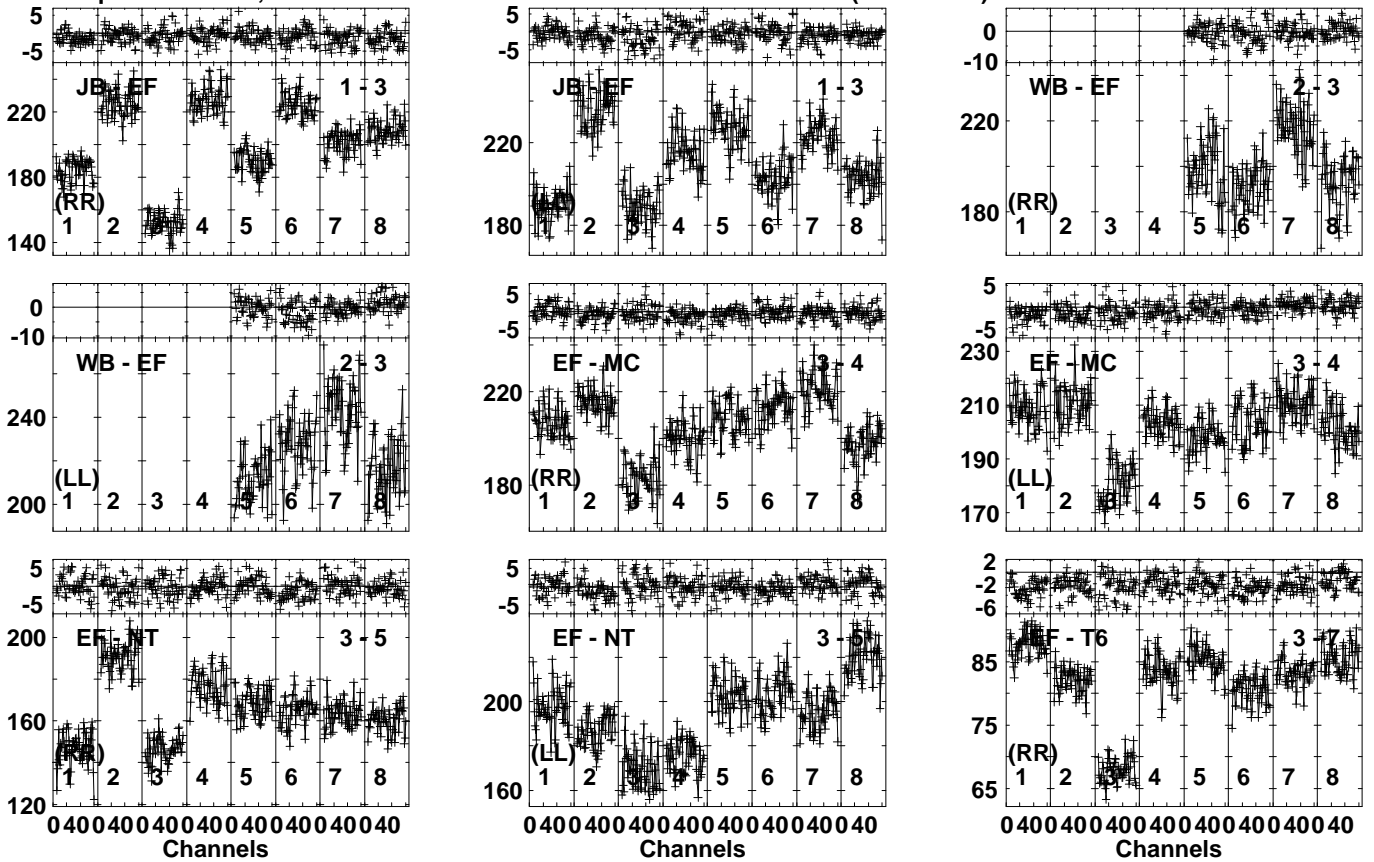 5
-5
JB - EF 1 - 3
220
180
140
(RR)
1 2 3 4 5 6 7 8
5
-5
JB - EF 1 - 3
220
180
1 2 3 4 5 6 7 8
0
-10
WB - EF 2 - 3
220
180
(RR)
1 2 3 4 5 6 7 8
0
-10
WB - EF 2 - 3
240
200
(LL)
1 2 3 4 5 6 7 8
5
-5
EF - MC 3 - 4
220
180
(RR)
1 2 3 4 5 6 7 8
5
-5
EF - MC 3 - 4
230
210
190
170
(LL)
1 2 3 4 5 6 7 8
5
-5
EF - NT 3 - 5
200
160
120
(RR)
1 2 3 4 5 6 7 8
5
-5
EF - NT 3 - 5
200
160
(LL)
1 2 3 4 5 6 7 8
2
-2
-6
EF - T6 3 - 7
85
75
65
(RR)
1 2 3 4 5 6 7 8
0 40 0 40 0 40 0 40 0 40 0 40 0 40 0 40
Channels
0 40 0 40 0 40 0 40 0 40 0 40 0 40 0 40
Channels
0 40 0 40 0 40 0 40 0 40 0 40 0 40 0 40
Channels